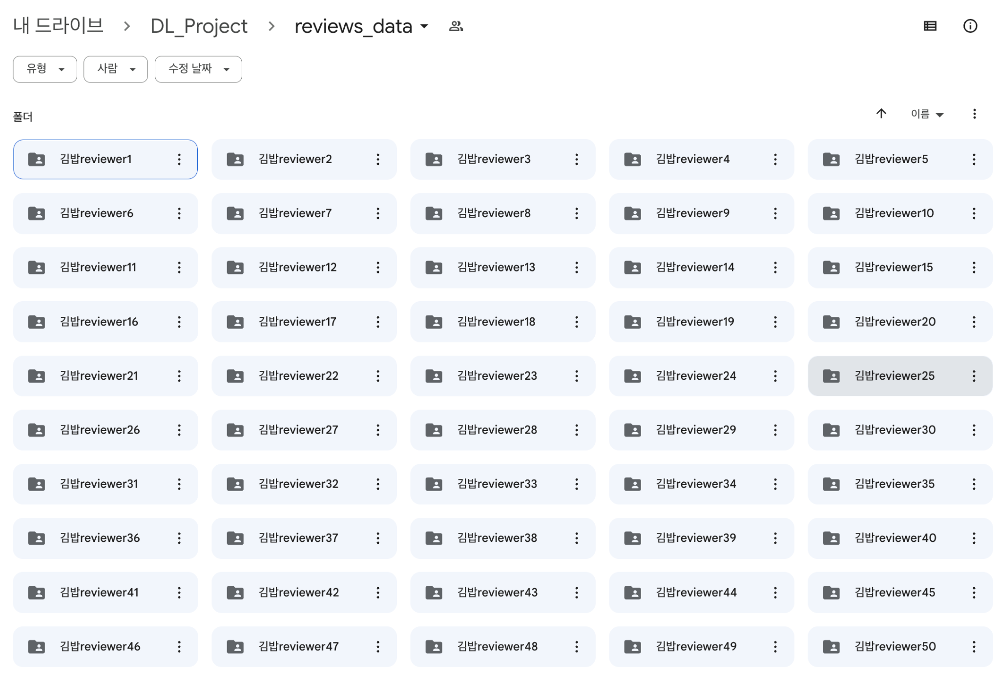 내 드라이브 > DL_Project > reviews_data
유형 사람 수정 날짜
폴더 이름
김밥reviewer1 김밥reviewer2 김밥reviewer3 김밥reviewer4 김밥reviewer5
김밥reviewer6 김밥reviewer7 김밥reviewer8 김밥reviewer9 김밥reviewer10
김밥reviewer11 김밥reviewer12 김밥reviewer13 김밥reviewer14 김밥reviewer15
김밥reviewer16 김밥reviewer17 김밥reviewer18 김밥reviewer19 김밥reviewer20
김밥reviewer21 김밥reviewer22 김밥reviewer23 김밥reviewer24 김밥reviewer25
김밥reviewer26 김밥reviewer27 김밥reviewer28 김밥reviewer29 김밥reviewer30
김밥reviewer31 김밥reviewer32 김밥reviewer33 김밥reviewer34 김밥reviewer35
김밥reviewer36 김밥reviewer37 김밥reviewer38 김밥reviewer39 김밥reviewer40
김밥reviewer41 김밥reviewer42 김밥reviewer43 김밥reviewer44 김밥reviewer45
김밥reviewer46 김밥reviewer47 김밥reviewer48 김밥reviewer49 김밥reviewer50